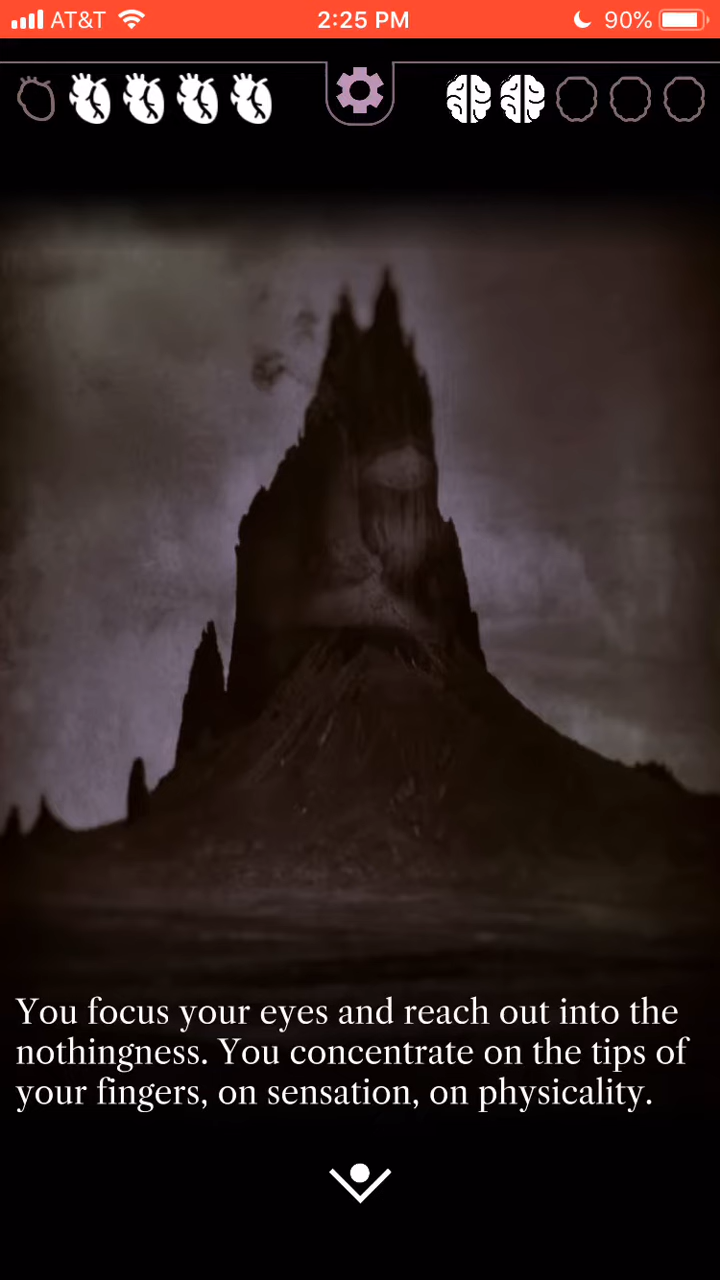 AT&T 2:25 PM 90%
You focus your eyes and reach out into the
nothingness. You concentrate on the tips of
your fingers, on sensation, on physicality.